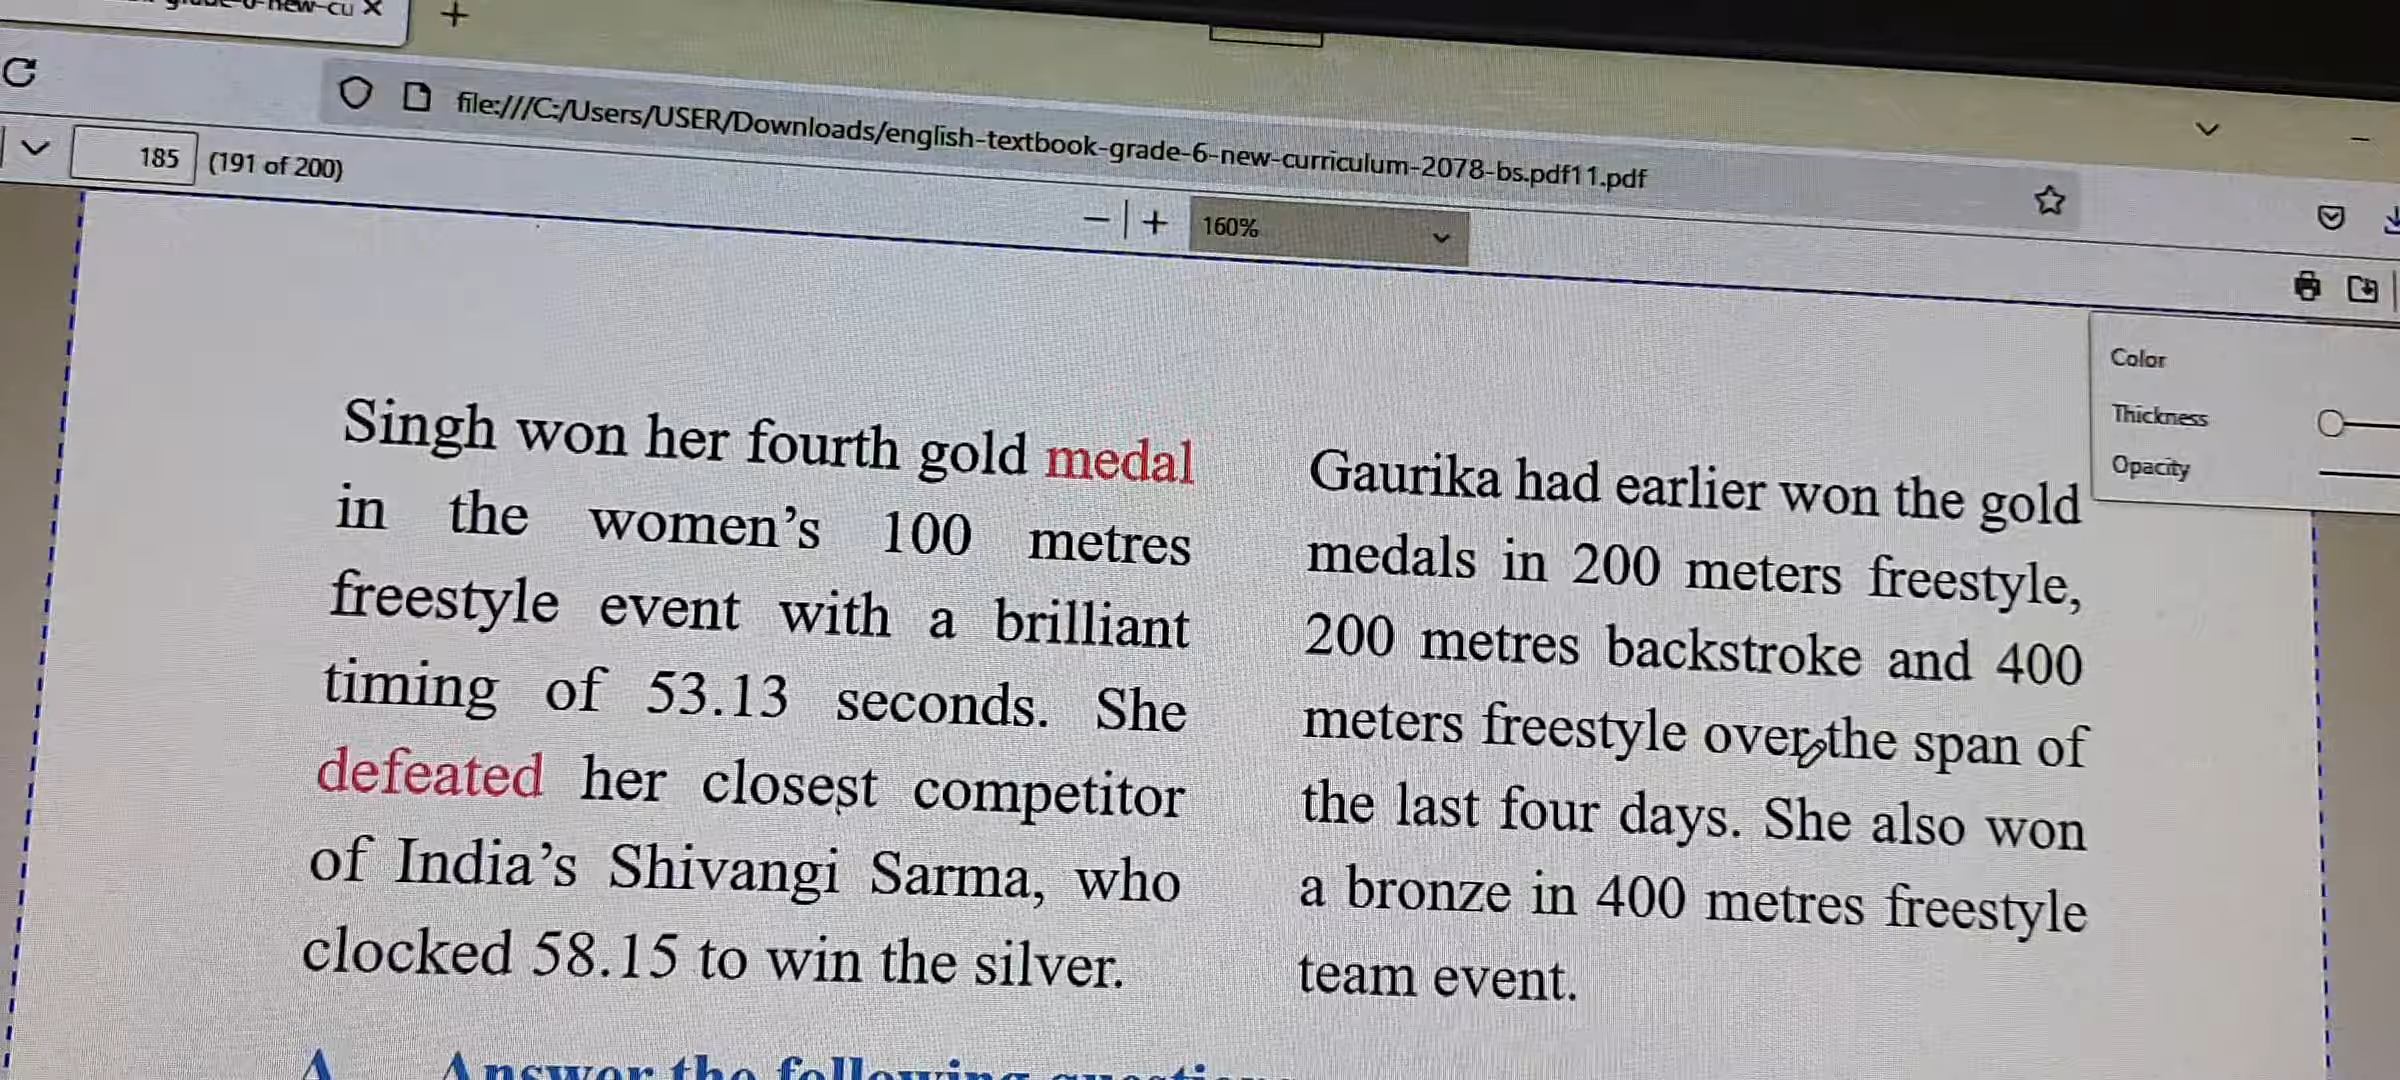 file:///C:/Users/USER/Downloads/english-textbook-grade-6-new-curriculum-2078-bs.pdf11.pdf
185 (191 of 200)
160%
Color
Thickness
Opacity
Singh won her fourth gold medal
in the women's 100 metres
freestyle event with a brilliant
timing of 53.13 seconds. She
defeated her closest competitor
of India's Shivangi Sarma, who
clocked 58.15 to win the silver.
Gaurika had earlier won the gold
medals in 200 meters freestyle,
200 metres backstroke and 400
meters freestyle over the span of
the last four days. She also won
a bronze in 400 metres freestyle
team event.
A Answer the following